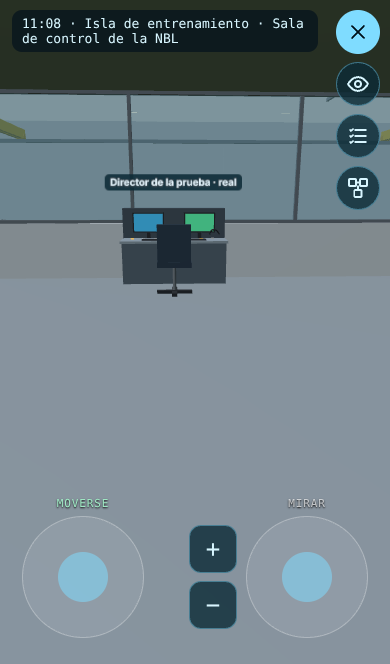 11:08 · Isla de entrenamiento · Sala
de control de la NBL
Director de la prueba · real
MOVERSE
MIRAR
+
−